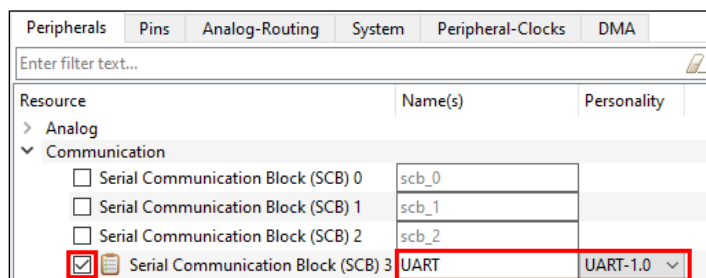 Peripherals Pins Analog-Routing System Peripheral-Clocks DMA
Enter filter text...
Resource Name(s) Personality
Analog
Communication
Serial Communication Block (SCB) 0 scb_0
Serial Communication Block (SCB) 1 scb_1
Serial Communication Block (SCB) 2 scb_2
Serial Communication Block (SCB) 3 UART UART-1.0